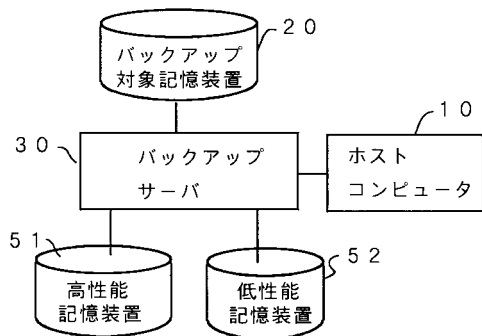 20
バックアップ
対象記憶装置
10
30
バックアップ
サーバ
ホスト
コンピュータ
51
高性能
記憶装置
52
低性能
記憶装置